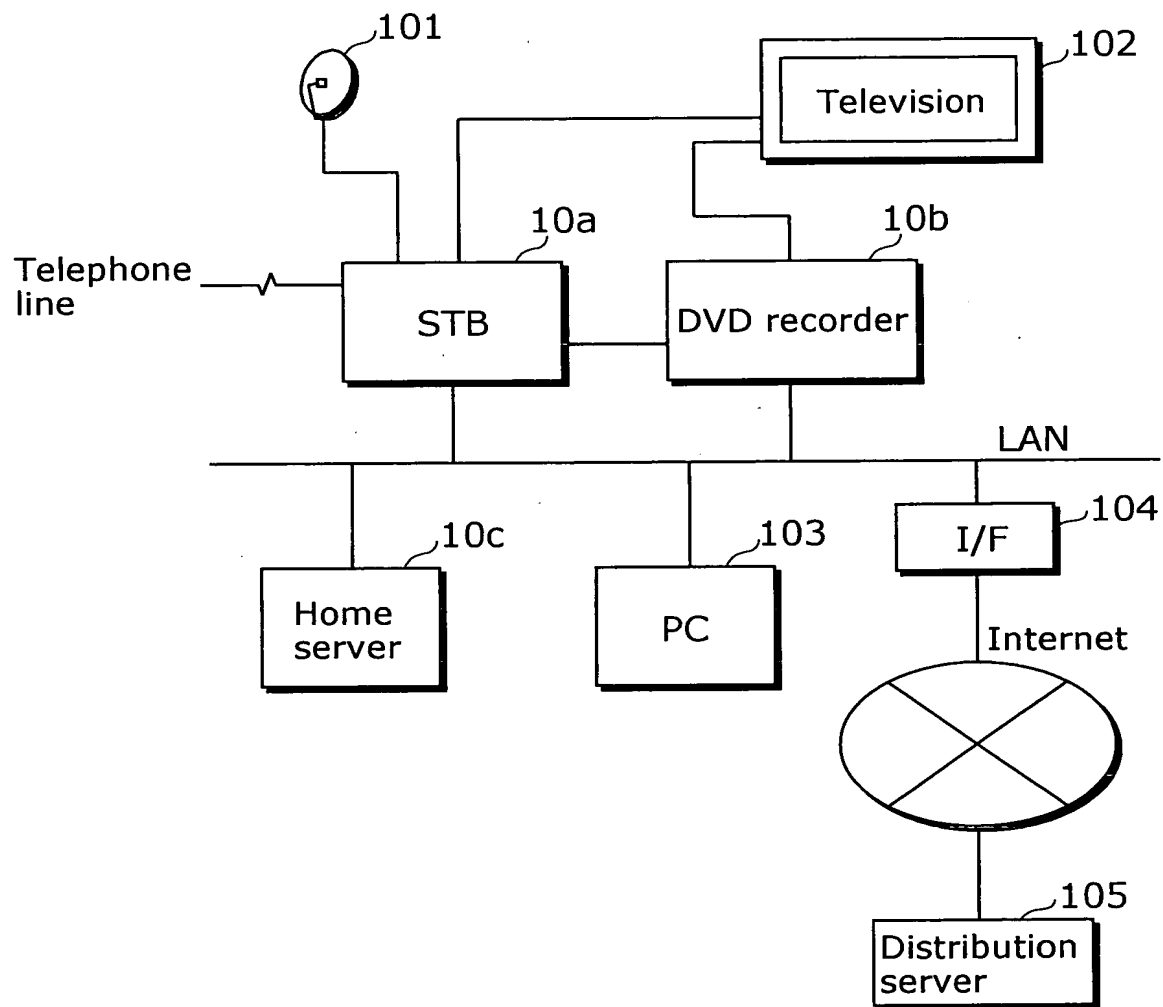 101
102
Television
10a
10b
Telephone
line
STB
DVD recorder
LAN
10c
103
104
I/F
Home
server
PC
Internet
105
Distribution
server